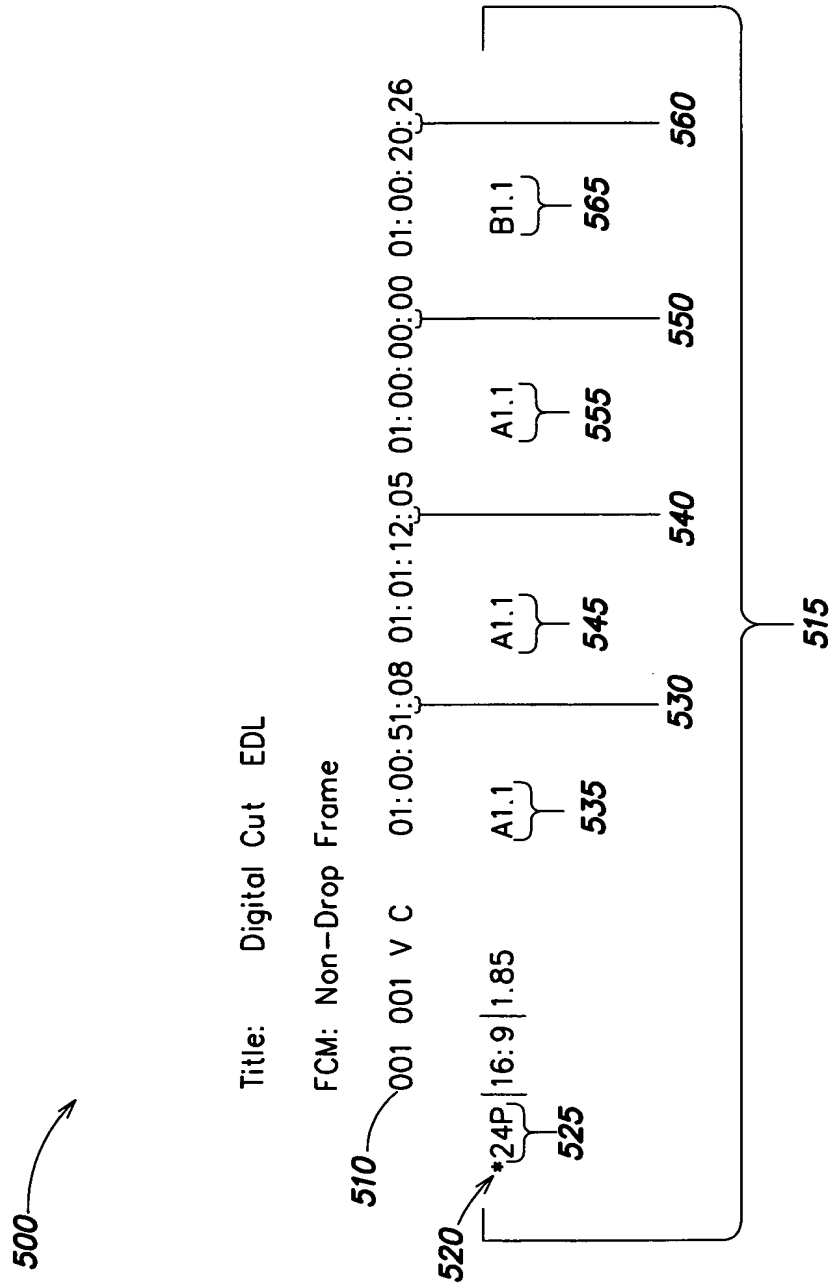 500
Title: Digital Cut EDL
FCM: Non-Drop Frame
510
001 001 V C 01:00:51:08 01:01:12:05 01:00:00:00 01:00:20:26
520
*24P|16:9|1.85 A1.1 A1.1 A1.1 B1.1
525 535 545 555 565
530 540 550 560
515